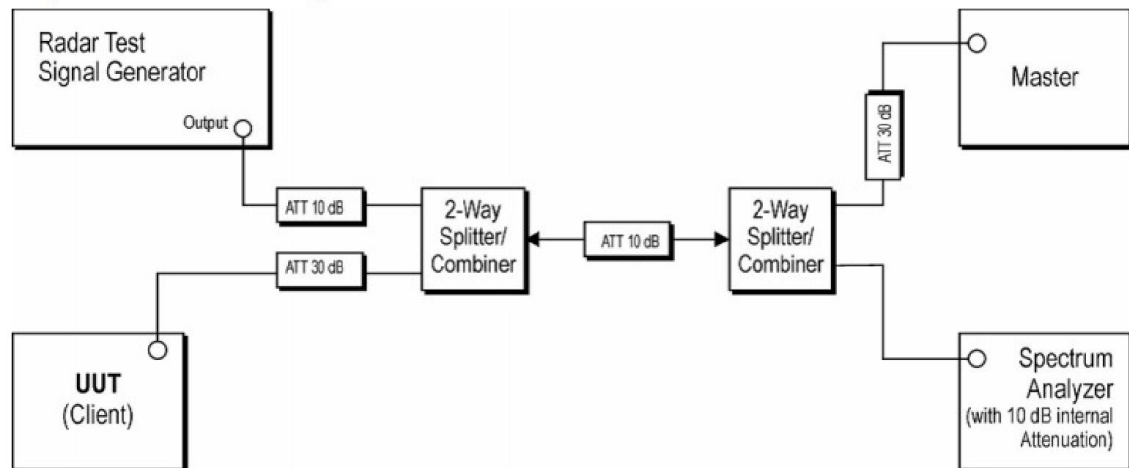 Radar Test
Signal Generator
Output
ATT 10 dB
ATT 30 dB
2-Way
Splitter/
Combiner
ATT 10 dB
2-Way
Splitter/
Combiner
ATT 30 dB
Master
UUT
(Client)
Spectrum
Analyzer
(with 10 dB internal
Attenuation)